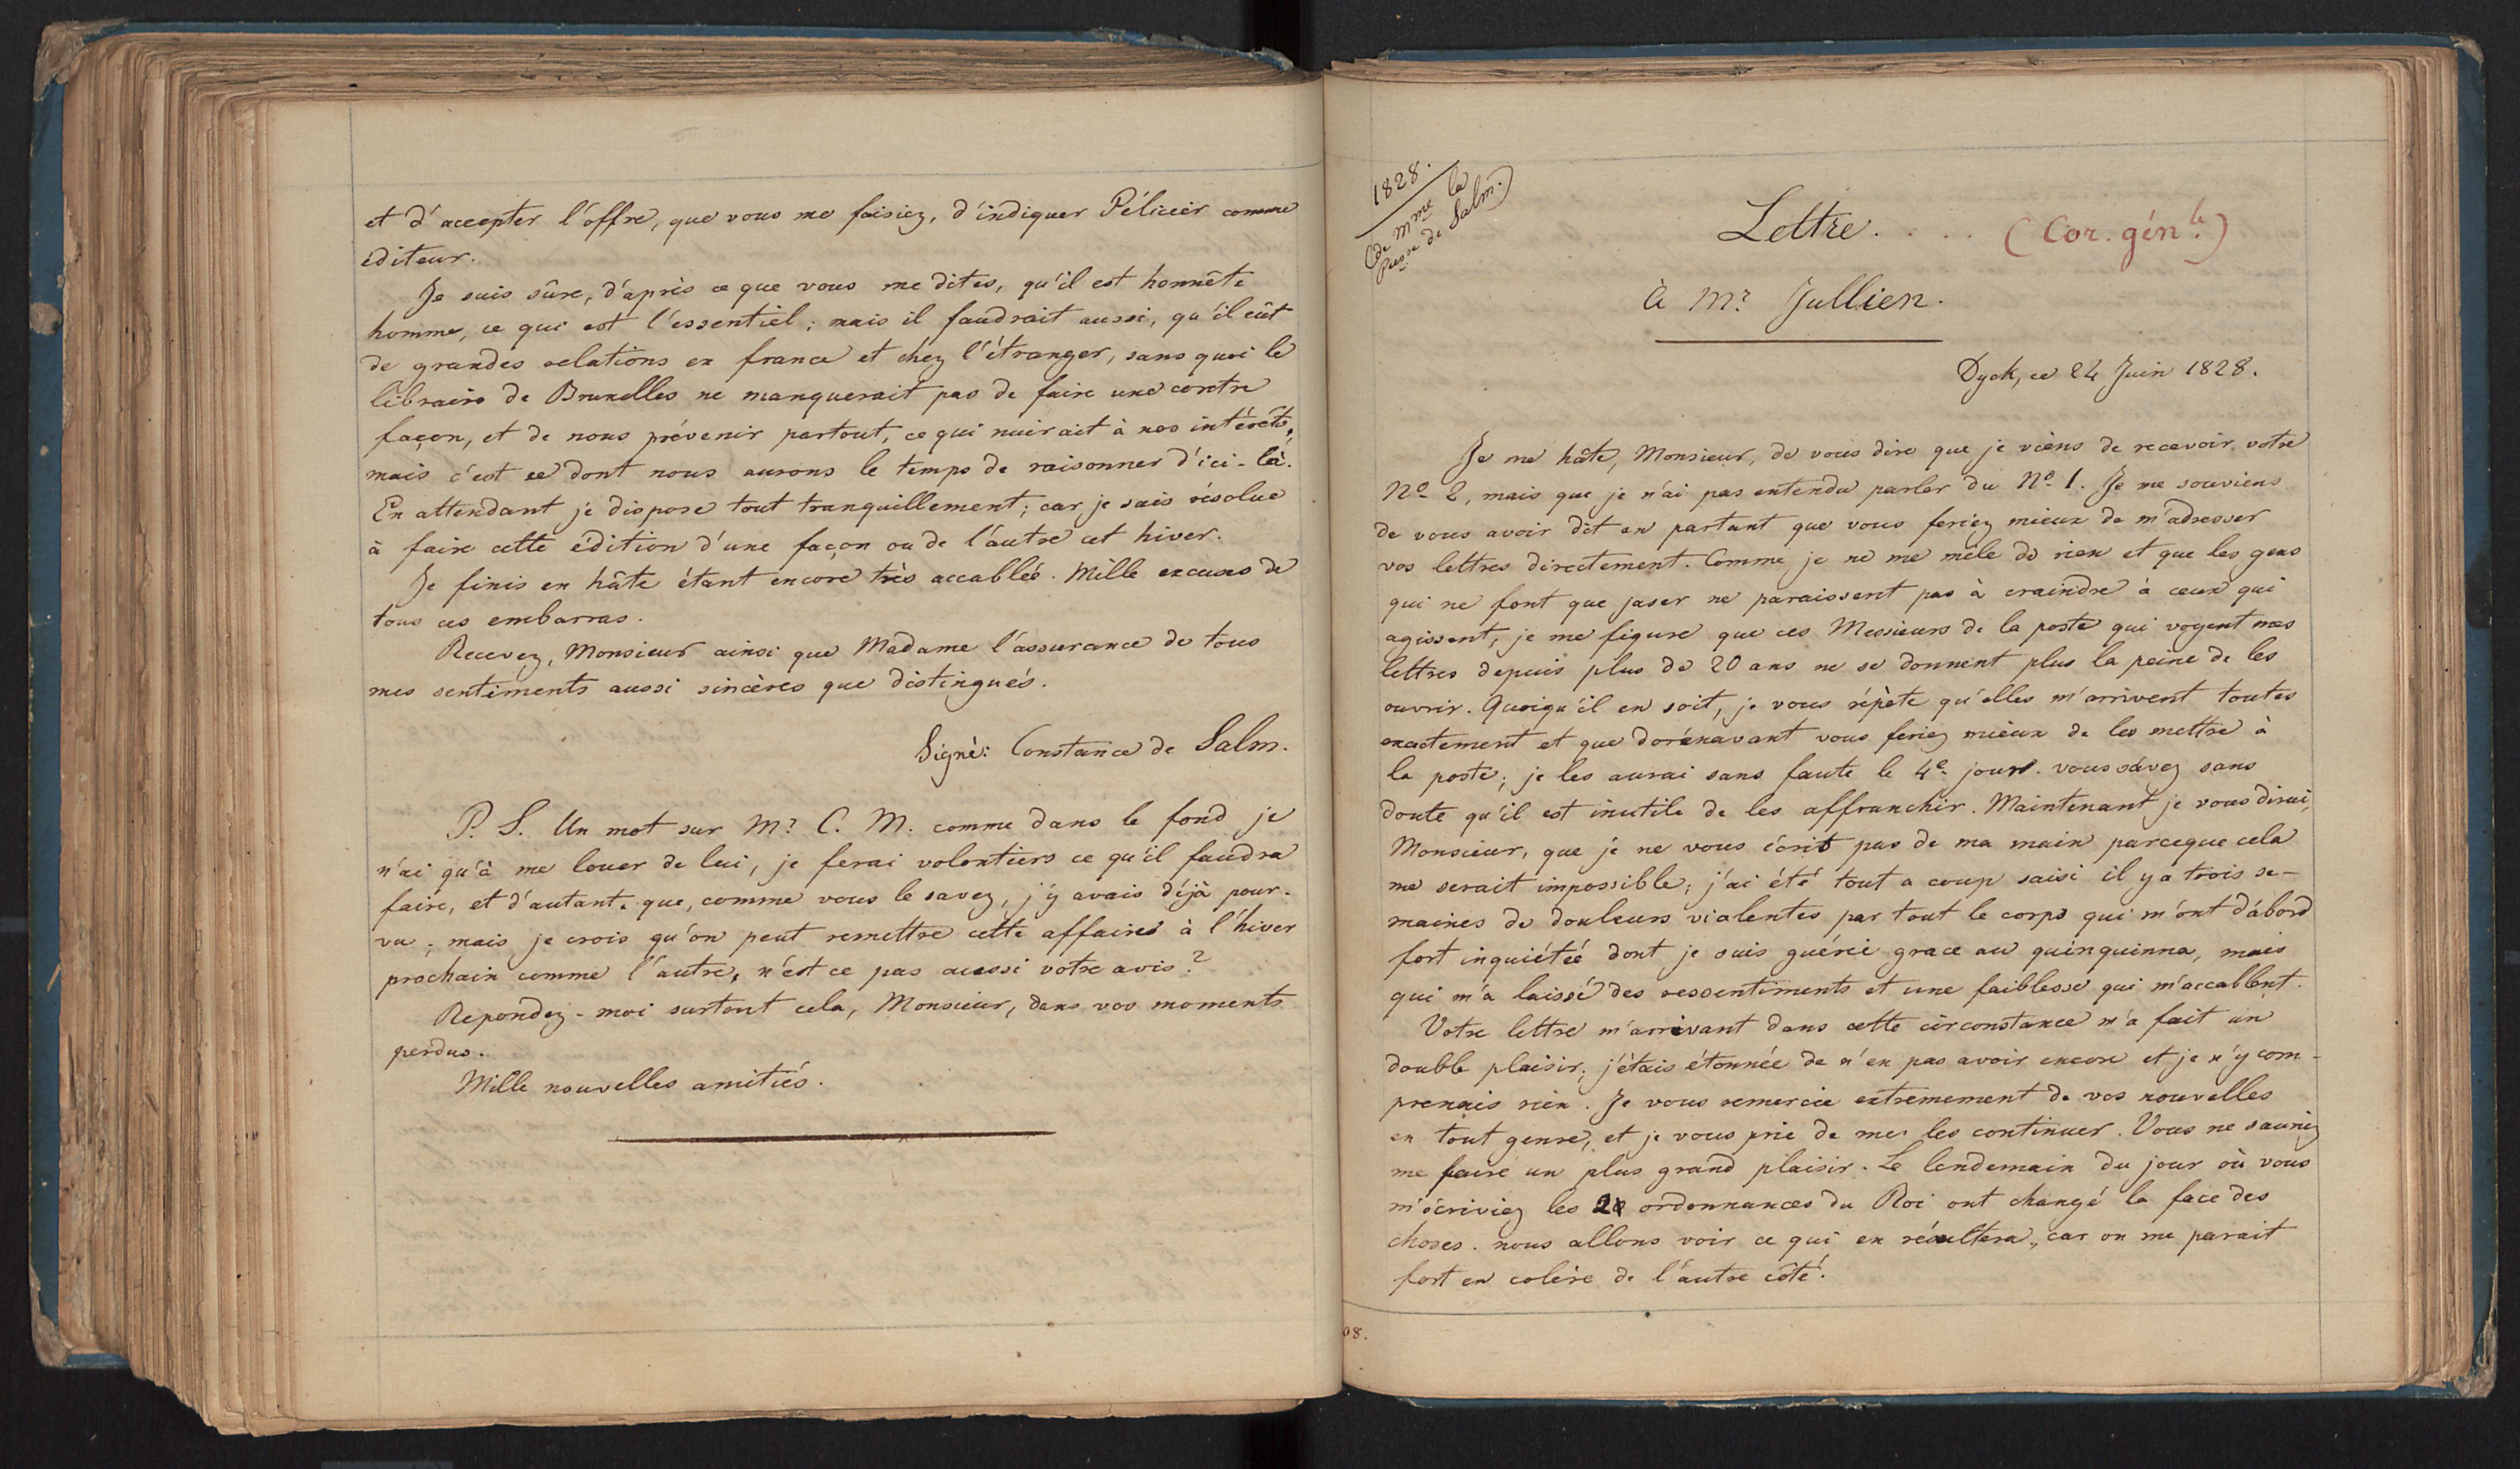 et d'accepter l'offre, que vous me faisiez, d'indiquer Pélicier comme
éditeur.
Je suis sûre, d'après ce que vous me dites, qu'il est honnête
homme, ce qui est l'essentiel ; mais il faudrait aussi, qu'il eût
de grandes relations en france et chez l'étranger, sans quoi le
libraire de Bruxelles ne manquerait pas de faire une contre
façon, et de nous prévenir partout, ce qui nuirait à nos intérêts,
mais c'est ce dont nous aurons le temps de raisonner d'ici-là.
En attendant je dispose tout tranquillement ; car je suis résolue
à faire cette édition d'une façon ou de l'autre cet hiver.
Je finis en hâte étant encore très accablée. Mille excuses de
tous ces embarras.
Recevez, Monsieur ainsi que Madame l'assurance de tous
mes sentiments aussi sincères que distingués.
Signé: Constance de Salm.
P. S. Un mot sur Mr. C. M. comme dans le fond je
n'ai qu'à me louer de lui, je ferai volontiers ce qu'il faudra
faire, et d'autant que, comme vous le savez, j'y avais déjà pour-
vu ; mais je crois qu'on peut remettre cette affaire à l'hiver
prochain comme l'autre, n'est ce pas aussi votre avis ?
Repondez-moi surtout cela, Monsieur, dans vos moments
perdus.
Mille nouvelles amitiés.
1828.
(de Mme la
Pcesse de Salm.)
Lettre. . . . (Cor. génle.)
à Mr. Jullien.
Dyck, ce 24 Juin 1828.
Je me hâte, Monsieur, de vous dire que je viens de recevoir votre
No. 2, mais que je n'ai pas entendu parler du No. 1. Je me souviens
de vous avoir dit en partant que vous feriez mieux de m'adresser
vos lettres directement. Comme je ne me mêle de rien et que les gens
qui ne font que jaser ne paraissent pas à craindre à ceux qui
agissent, je me figure que ces Messieurs de la poste qui voyent mes
lettres depuis plus de 20 ans ne se donnent plus la peine de les
ouvrir. Quoiqu'il en soit, je vous répète qu'elles m'arrivent toutes
exactement et que dorénavant vous feriez mieux de les mettre à
la poste ; je les aurai sans faute le 4e jour. vous savez sans
doute qu'il est inutile de les affranchir. Maintenant je vous dirai,
Monsieur, que je ne vous écrit pas de ma main parceque cela
me serait impossible ; j'ai été tout a coup saisi il y a trois se-
maines de douleurs violentes par tout le corps qui m'ont d'abord
fort inquiétée dont je suis guérie grace au quinquinna, mais
qui m'a laissé des ressentiments et une faiblesse qui m'accablent.
Votre lettre m'arrivant dans cette circonstance m'a fait un
double plaisir ; j'étais étonnée de n'en pas avoir encore et je n'y com-
prenais rien. Je vous remercie extremement de vos nouvelles
en tout genre, et je vous prie de me les continuer. Vous ne sauriez
me faire un plus grand plaisir. Le lendemain du jour où vous
m'écriviez les 2 ordonnances du Roi ont changé la face des
choses. nous allons voir ce qui en résultera, car on me parait
fort en colère de l'autre côté.
08.